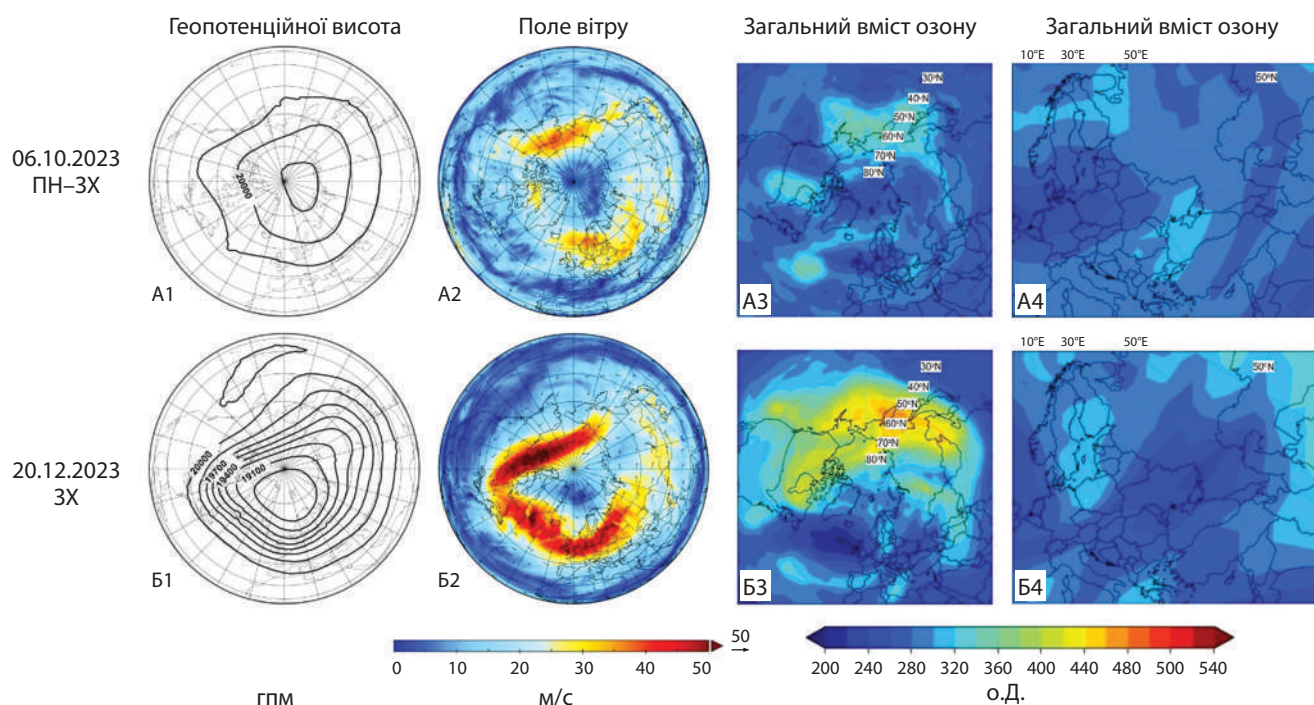 Геопотенційної висота
Поле вітру
Загальний вміст озону
Загальний вміст озону
06.10.2023
ПН–ЗХ
20000
А1
А2
30°N
40°N
50°N
60°N
70°N
80°N
А3
10°E 30°E 50°E
50°N
А4
20.12.2023
ЗХ
20000
19700
19400
19100
Б1
Б2
30°N
40°N
50°N
60°N
70°N
80°N
Б3
10°E 30°E 50°E
50°N
Б4
0 10 20 30 40 50
50
200 240 280 320 360 400 440 480 500 540
гпм
м/с
о.Д.